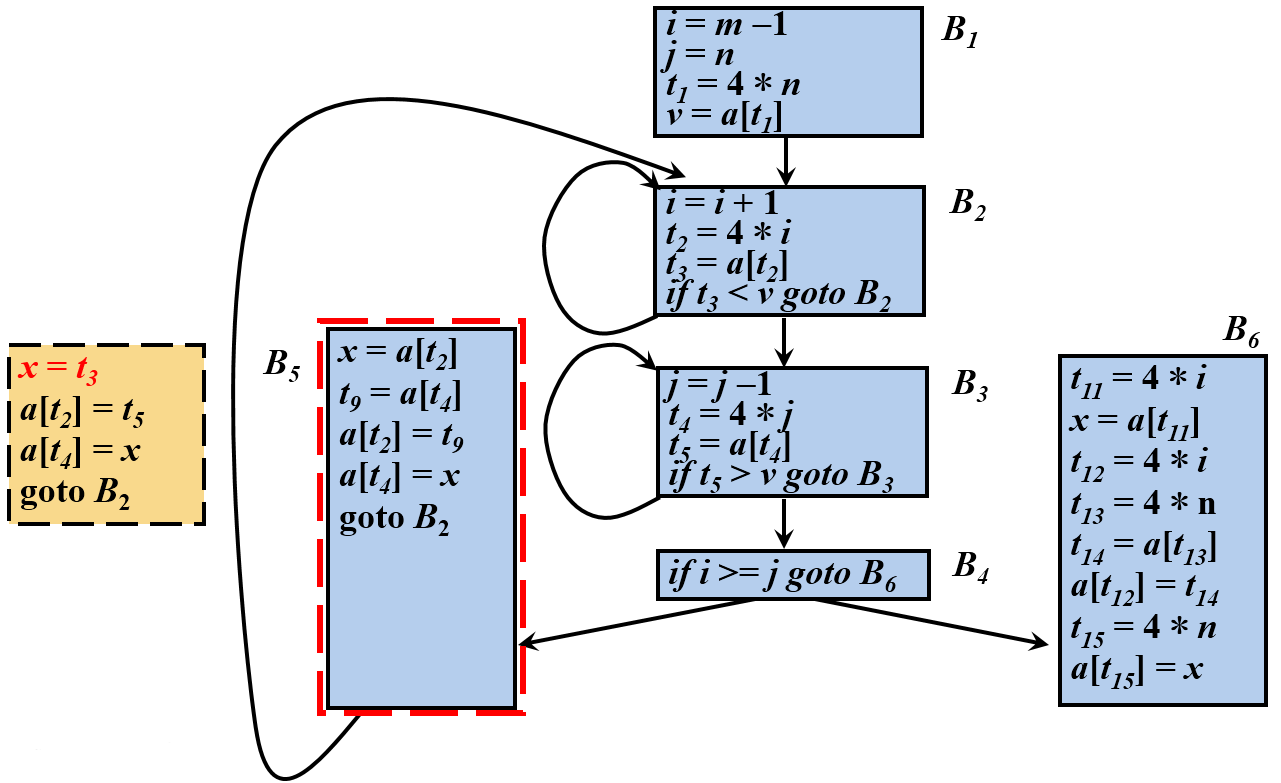 i = m –1
j = n
t1 = 4 * n
v = a[t1]
B1
i = i + 1
t2 = 4 * i
t3 = a[t2]
if t3 < v goto B2
B2
j = j –1
t4 = 4 * j
t5 = a[t4]
if t5 > v goto B3
B3
if i >= j goto B6
B4
x = t3
a[t2] = t5
a[t4] = x
goto B2
B5
x = a[t2]
t9 = a[t4]
a[t2] = t9
a[t4] = x
goto B2
B6
t11 = 4 * i
x = a[t11]
t12 = 4 * i
t13 = 4 * n
t14 = a[t13]
a[t12] = t14
t15 = 4 * n
a[t15] = x